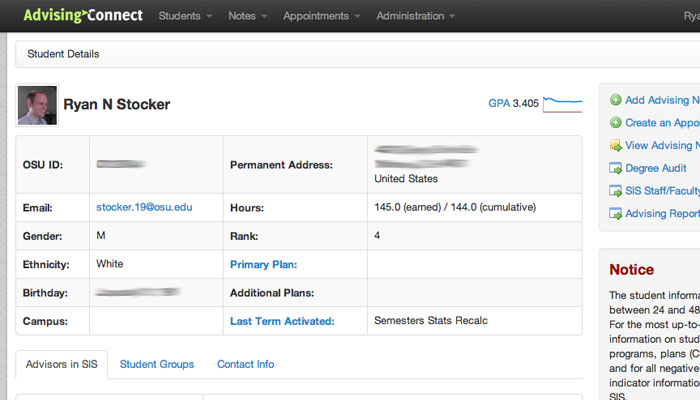 Advising Connect Students Notes Appointments Administration Rya
Student Details
Ryan N Stocker
GPA 3.405
OSU ID:
Permanent Address:
United States
Email: stocker.19@osu.edu
Hours: 145.0 (earned) / 144.0 (cumulative)
Gender: M
Rank: 4
Ethnicity: White
Primary Plan:
Birthday:
Additional Plans:
Campus:
Last Term Activated: Semesters Stats Recalc
Advisors in SIS Student Groups Contact Info
Add Advising N
Create an Appo
View Advising N
Degree Audit
SIS Staff/Faculty
Advising Report
Notice
The student informa
between 24 and 48
For the most up-to-
information on stud
programs, plans (C
and for all negative
indicator informatio
SIS.